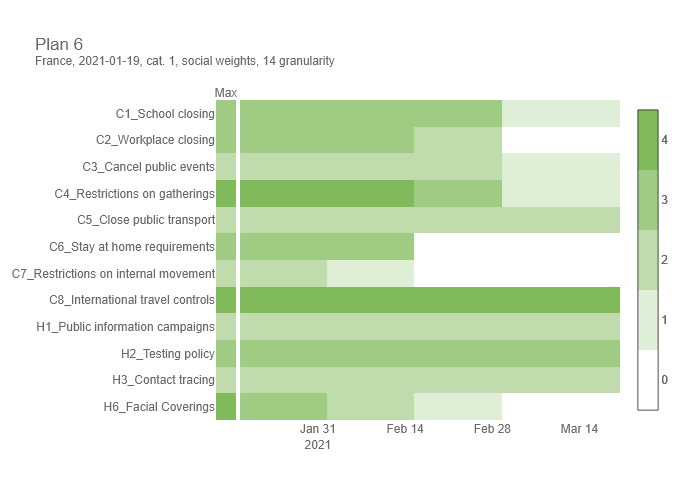 Plan 6
France, 2021-01-19, cat. 1, social weights, 14 granularity
Max
C1_School closing
C2_Workplace closing
C3_Cancel public events
C4_Restrictions on gatherings
C5_Close public transport
C6_Stay at home requirements
C7_Restrictions on internal movement
C8_International travel controls
H1_Public information campaigns
H2_Testing policy
H3_Contact tracing
H6_Facial Coverings
Jan 31 Feb 14 Feb 28 Mar 14
2021
4
3
2
1
0